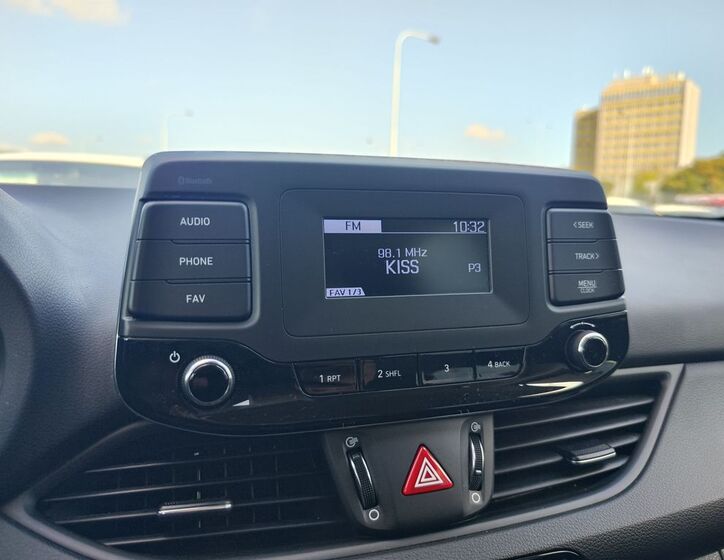 Bluetooth
AUDIO
PHONE
FAV
FM 10:32
98.1 MHz
KISS P3
FAV 1/3
< SEEK
TRACK >
MENU
CLOCK
1 RPT
2 SHFL
3
4 BACK